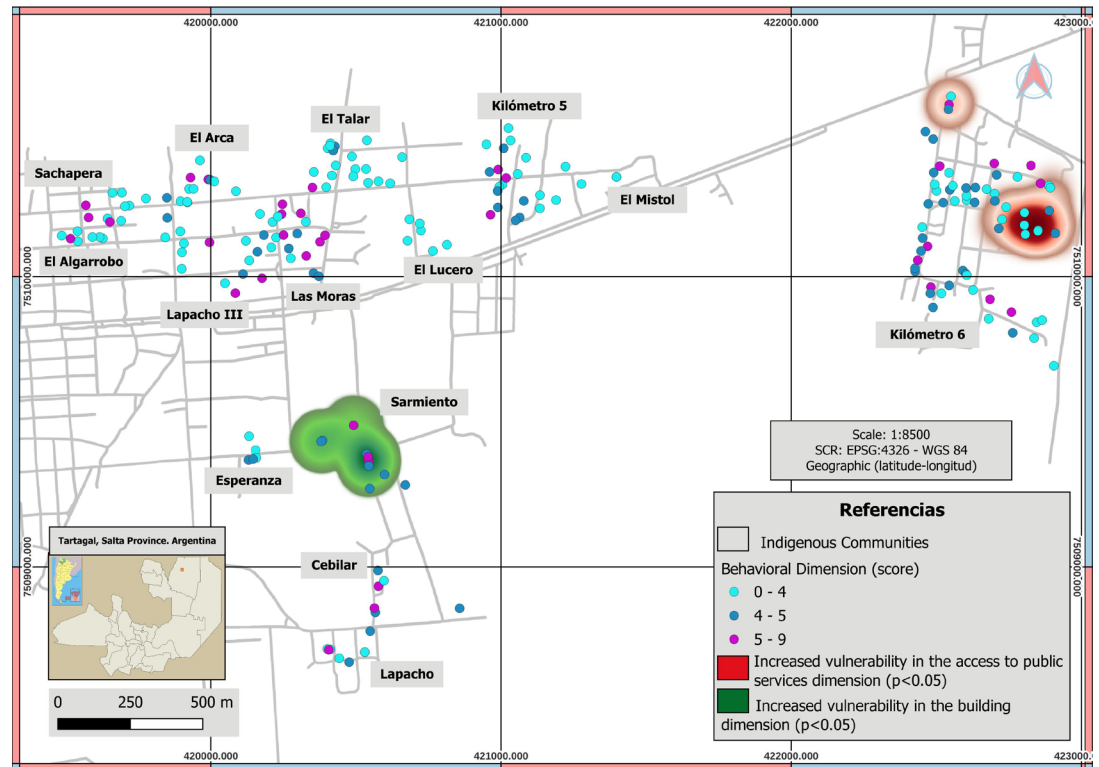 420000.000
421000.000
422000.000
423000.000
Kilómetro 5
El Talar
El Arca
Sachapera
El Mistol
El Algarrobo
El Lucero
7510000.000
7510000.000
Las Moras
Lapacho III
Kilómetro 6
Sarmiento
Scale: 1:8500
SCR: EPSG:4326 - WGS 84
Geographic (latitude-longitud)
Esperanza
Referencias
Indigenous Communities
Behavioral Dimension (score)
0 - 4
4 - 5
5 - 9
Increased vulnerability in the access to public
services dimension (p<0.05)
Increased vulnerability in the building
dimension (p<0.05)
Tartagal, Salta Province. Argentina
Cebilar
7509000.000
7509000.000
Lapacho
0
250
500 m
420000.000
421000.000
422000.000
423000.000